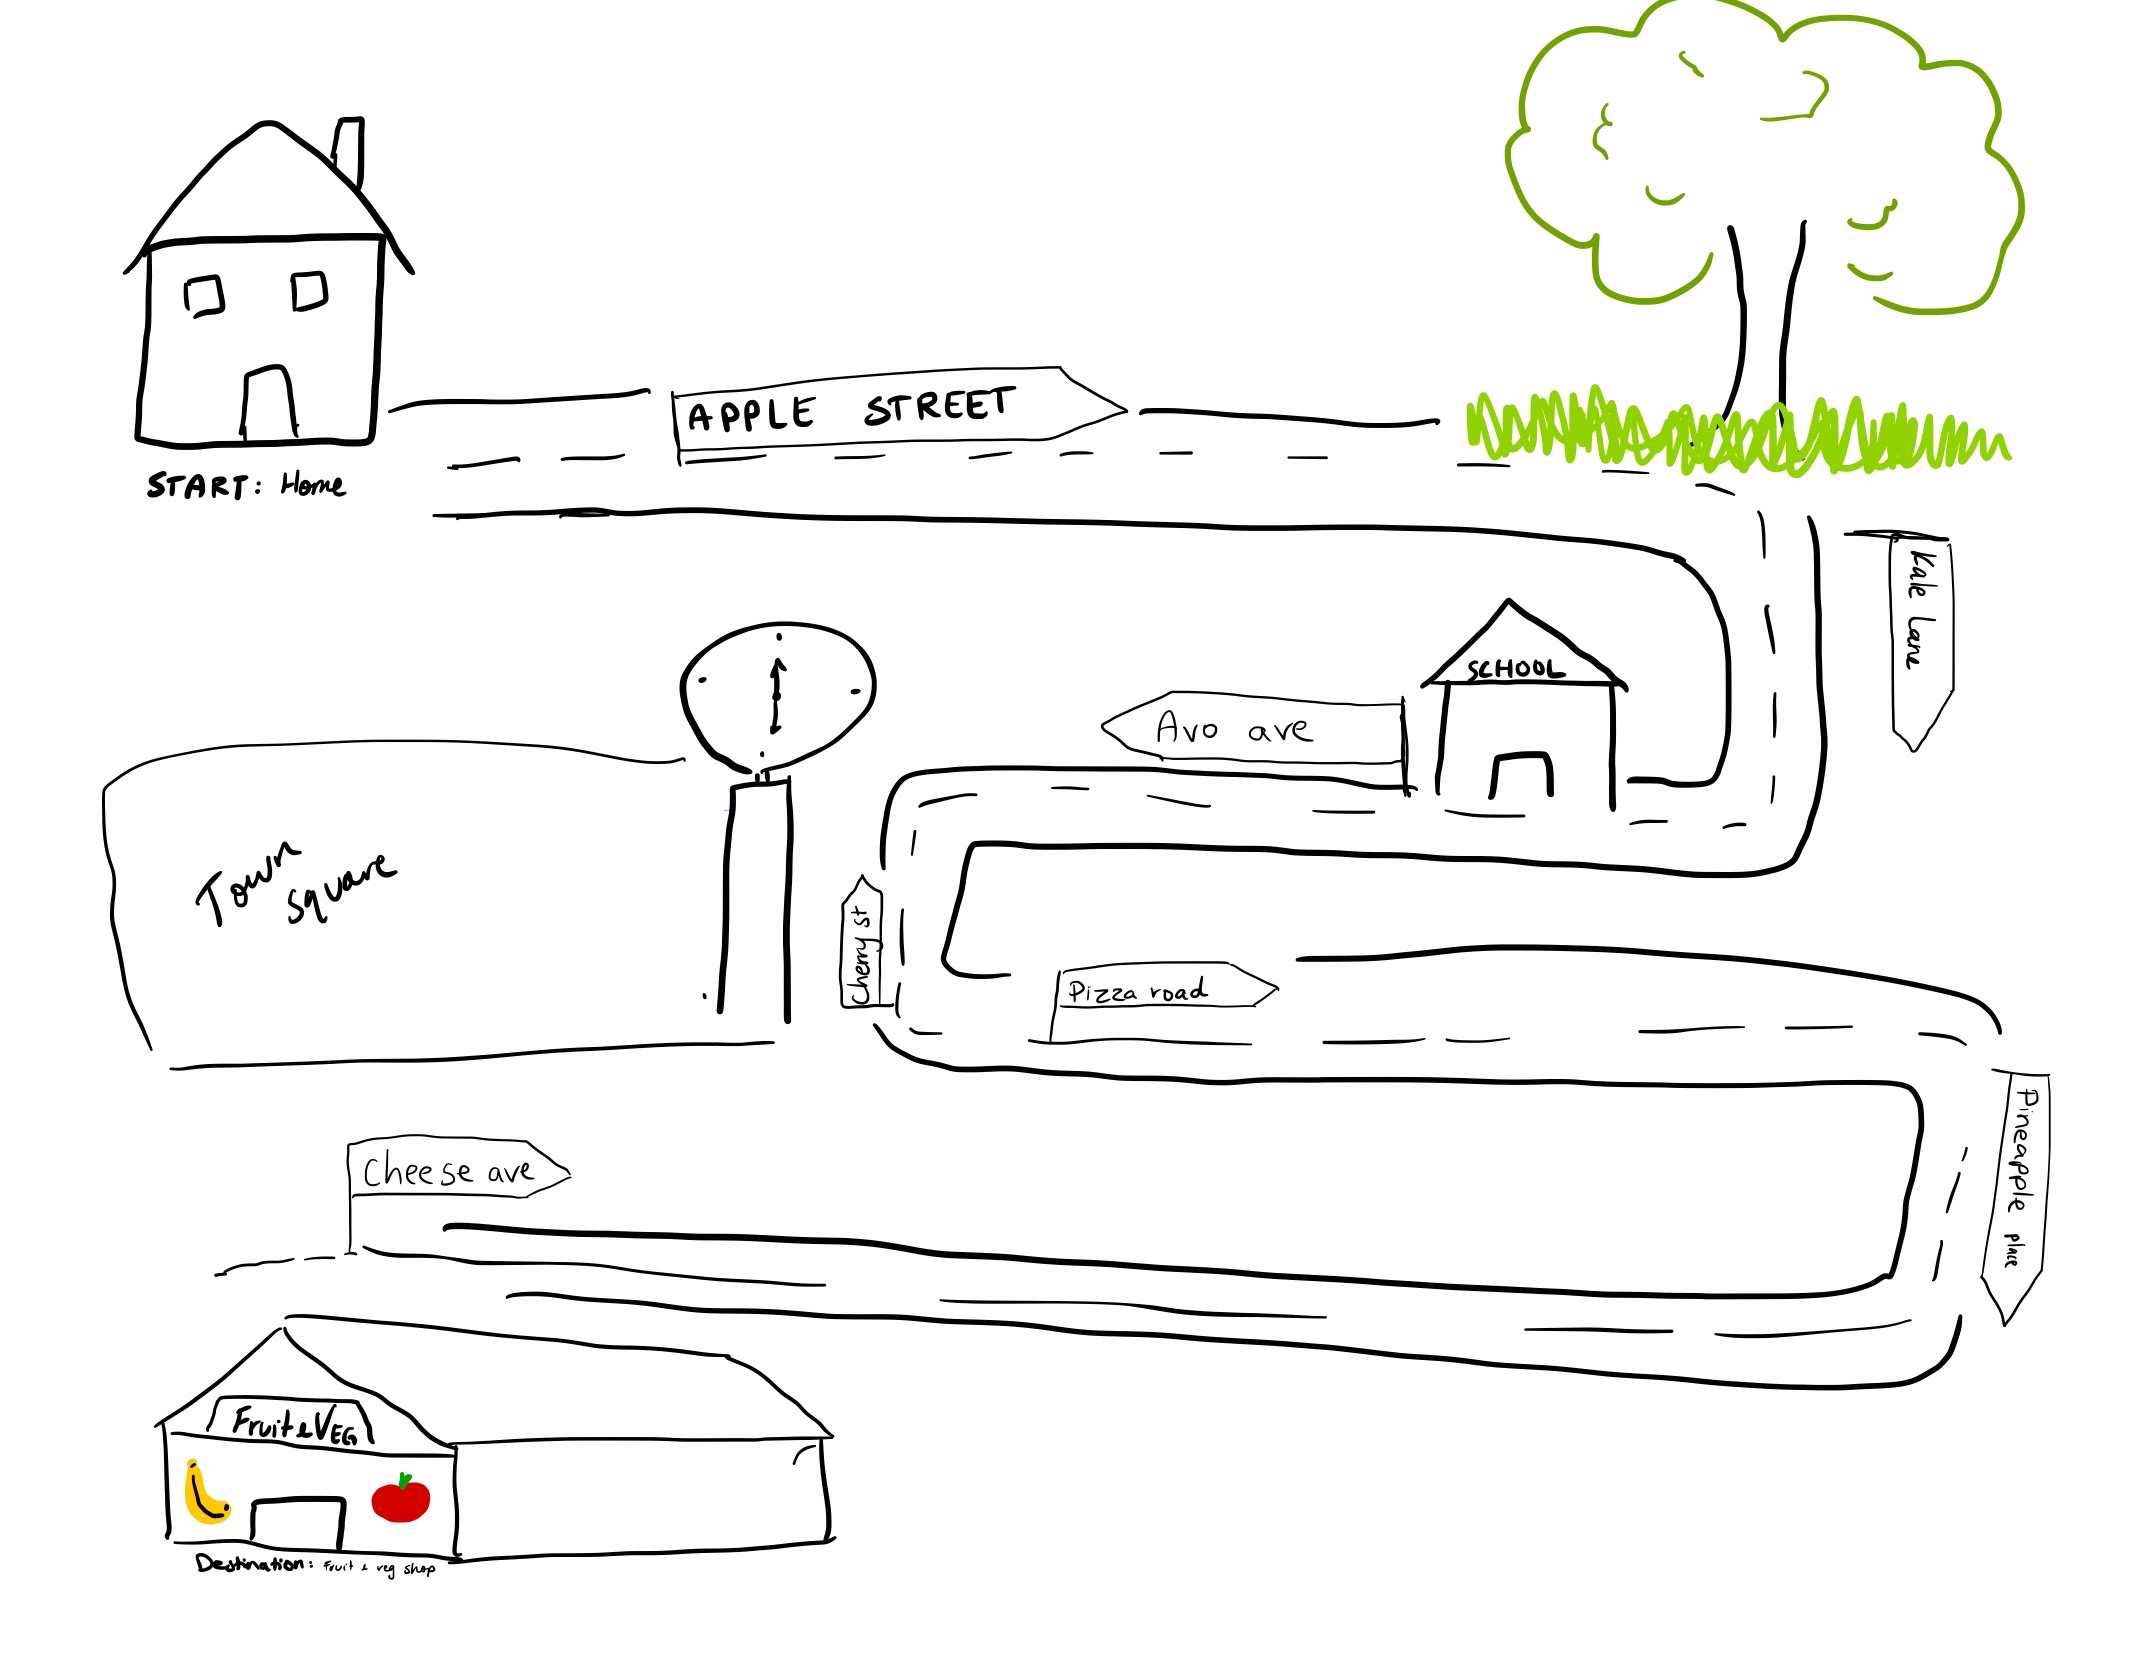 START: Home
APPLE STREET
Kale Lane
SCHOOL
Avo ave
Town
square
Cherry st
Pizza road
Pineapple place
Cheese ave
Fruit & VEG
Destination: Fruit & veg shop